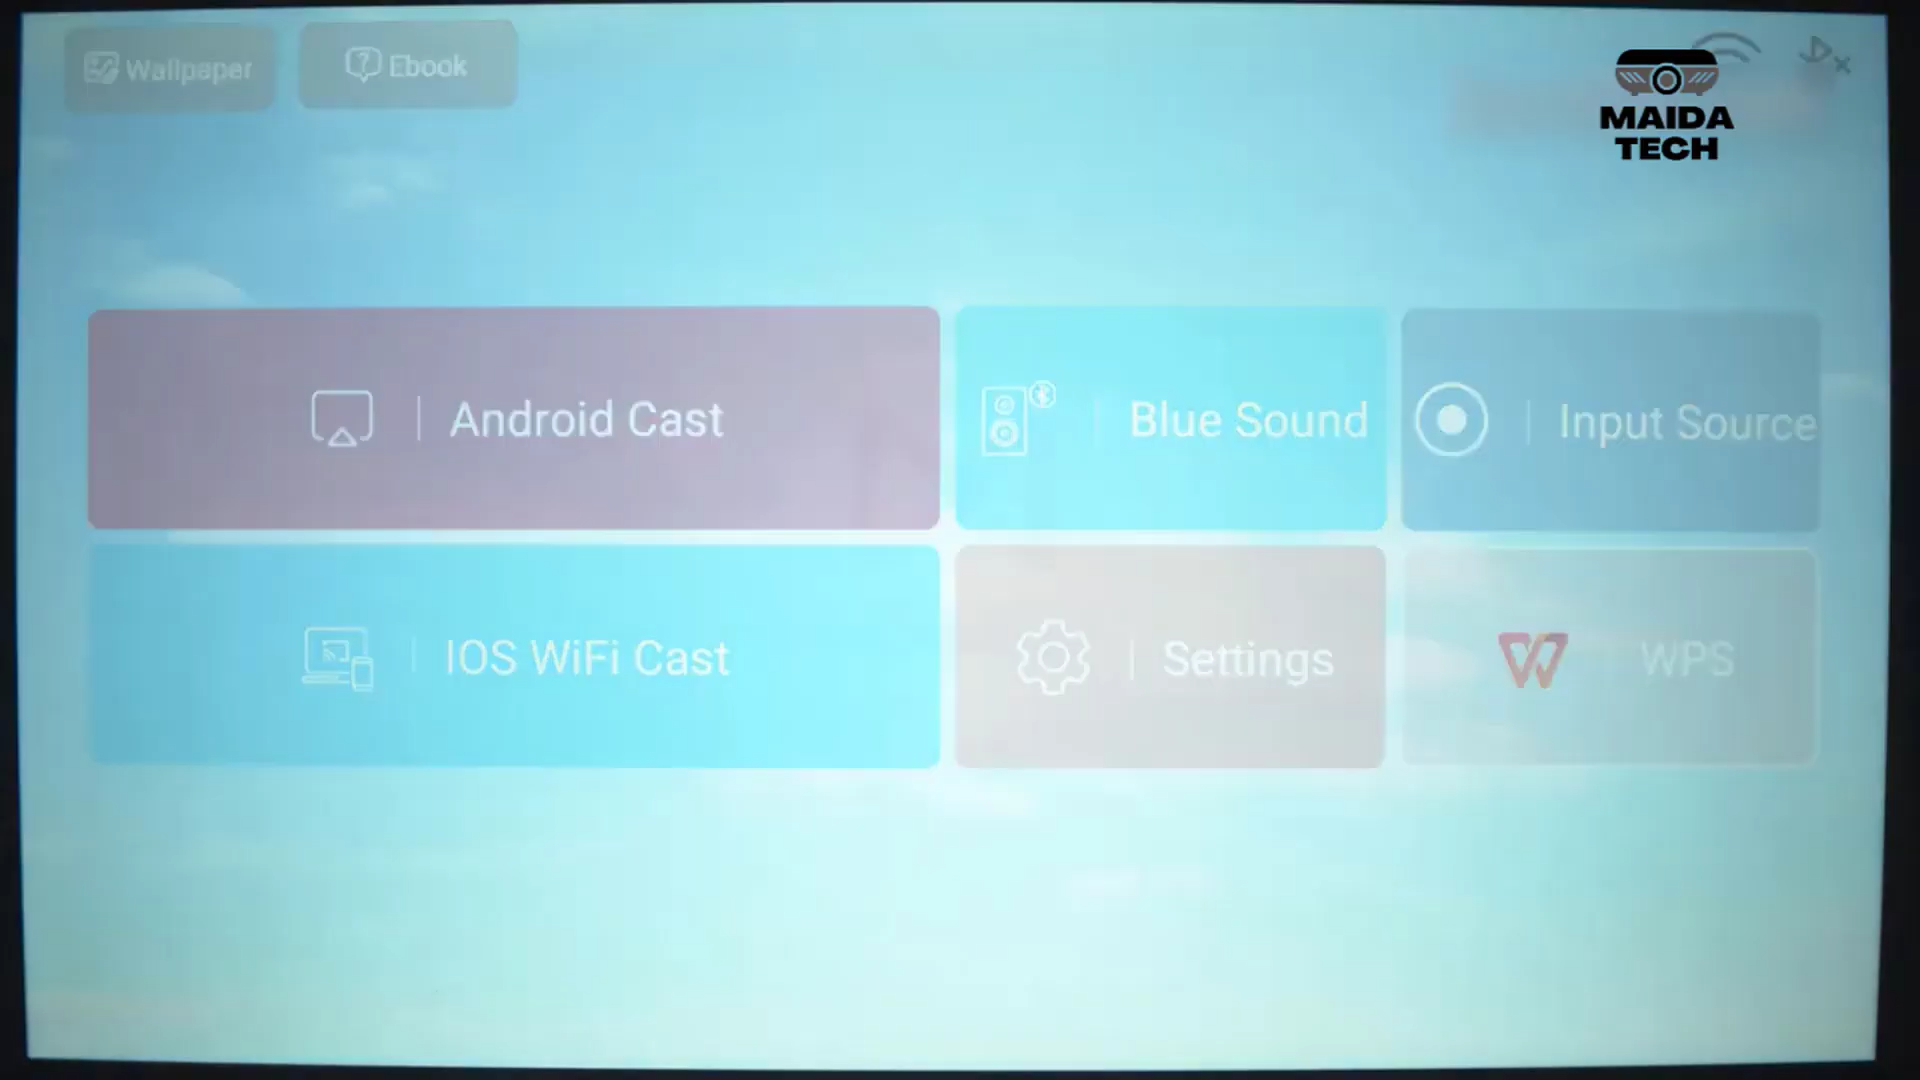 Wallpaper
Ebook
MAIDA
TECH
Android Cast
Blue Sound
Input Source
IOS WiFi Cast
Settings
WPS